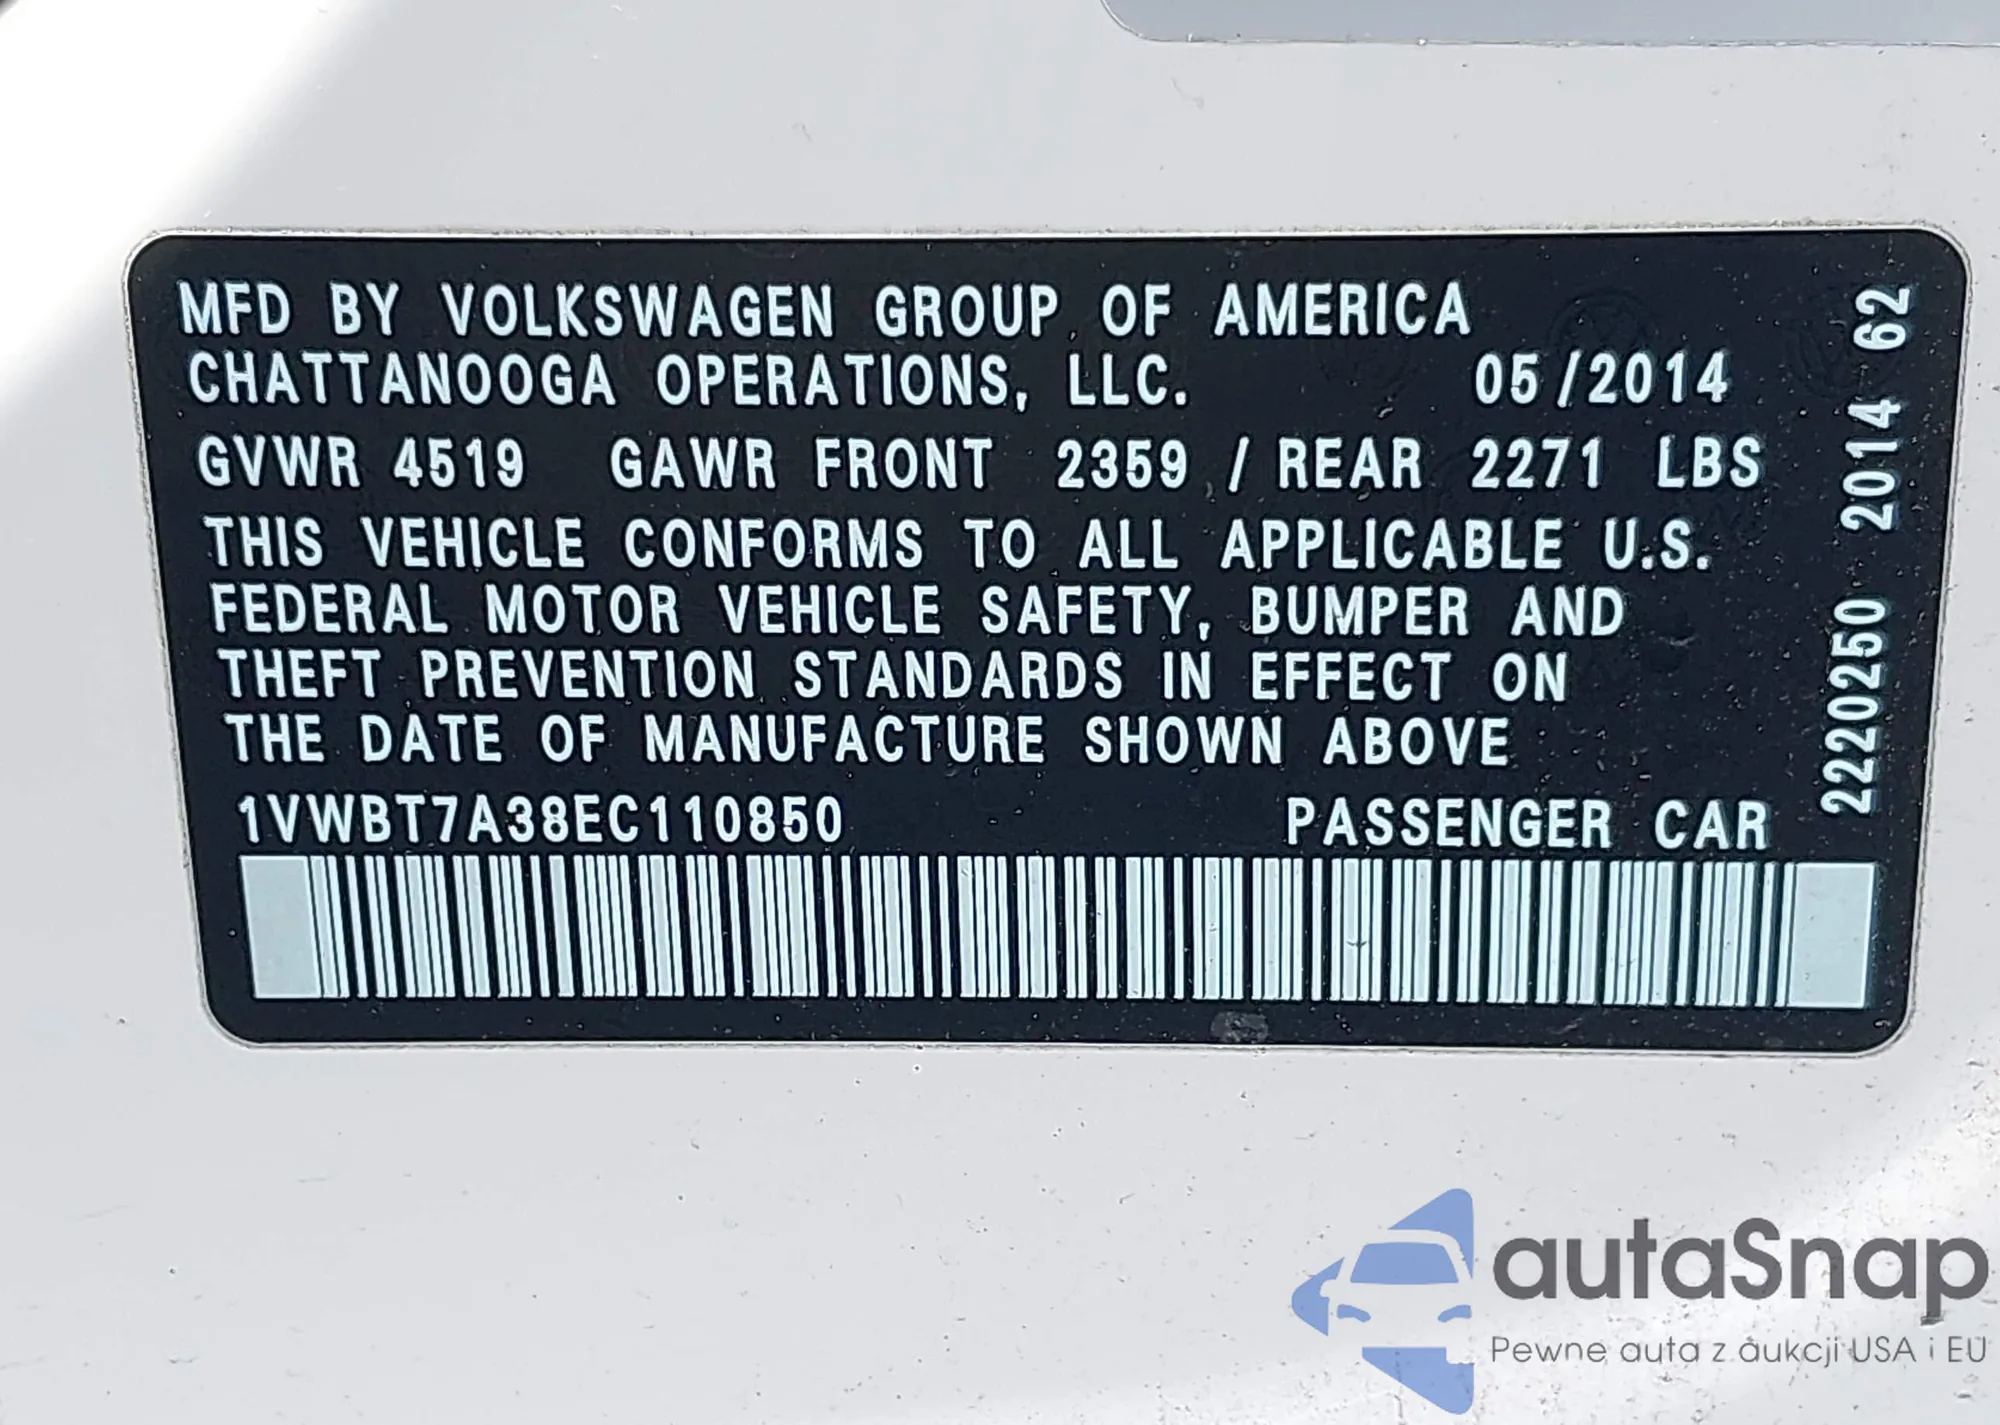 MFD BY VOLKSWAGEN GROUP OF AMERICA
CHATTANOOGA OPERATIONS, LLC. 05/2014
GVWR 4519 GAWR FRONT 2359 / REAR 2271 LBS
THIS VEHICLE CONFORMS TO ALL APPLICABLE U.S.
FEDERAL MOTOR VEHICLE SAFETY, BUMPER AND
THEFT PREVENTION STANDARDS IN EFFECT ON
THE DATE OF MANUFACTURE SHOWN ABOVE
1VWBT7A38EC110850 PASSENGER CAR
2220250 2014 62
autaSnap
Pewne auta z aukcji USA i EU